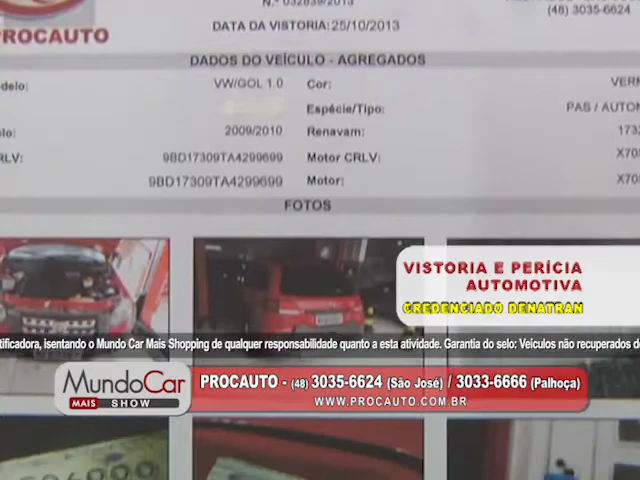 N.º 032839/2013
(48) 3035-6624
PROCAUTO
DATA DA VISTORIA: 25/10/2013
DADOS DO VEÍCULO - AGREGADOS
delo: VW/GOL 1.0 Cor: VERM
Espécie/Tipo: PAS / AUTOM
lo: 2009/2010 Renavam: 1732
RLV: 9BD17309TA4299699 Motor CRLV: X70
9BD17309TA4299699 Motor: X70
FOTOS
VISTORIA E PERÍCIA
AUTOMOTIVA
CREDENCIADO DENATRAN
tificadora, isentando o Mundo Car Mais Shopping de qualquer responsabilidade quanto a esta atividade. Garantia do selo: Veículos não recuperados de
MundoCar
MAIS SHOW
PROCAUTO - (48) 3035-6624 (São José) / 3033-6666 (Palhoça)
WWW.PROCAUTO.COM.BR